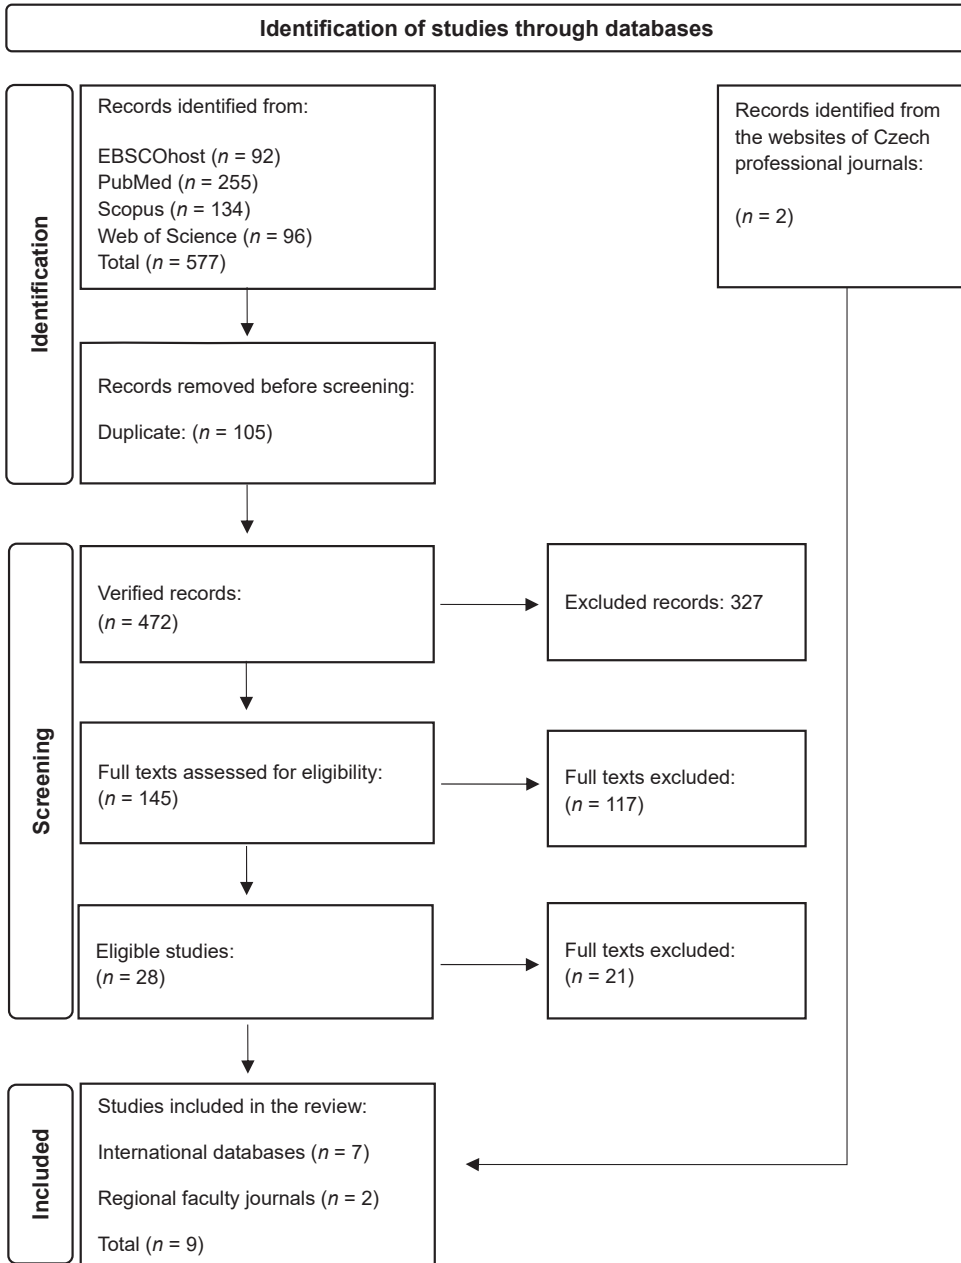 Identification of studies through databases
Identification
Records identified from:
EBSCOhost (n = 92)
PubMed (n = 255)
Scopus (n = 134)
Web of Science (n = 96)
Total (n = 577)
Records identified from
the websites of Czech
professional journals:
(n = 2)
Records removed before screening:
Duplicate: (n = 105)
Screening
Verified records:
(n = 472)
Excluded records: 327
Full texts assessed for eligibility:
(n = 145)
Full texts excluded:
(n = 117)
Eligible studies:
(n = 28)
Full texts excluded:
(n = 21)
Included
Studies included in the review:
International databases (n = 7)
Regional faculty journals (n = 2)
Total (n = 9)